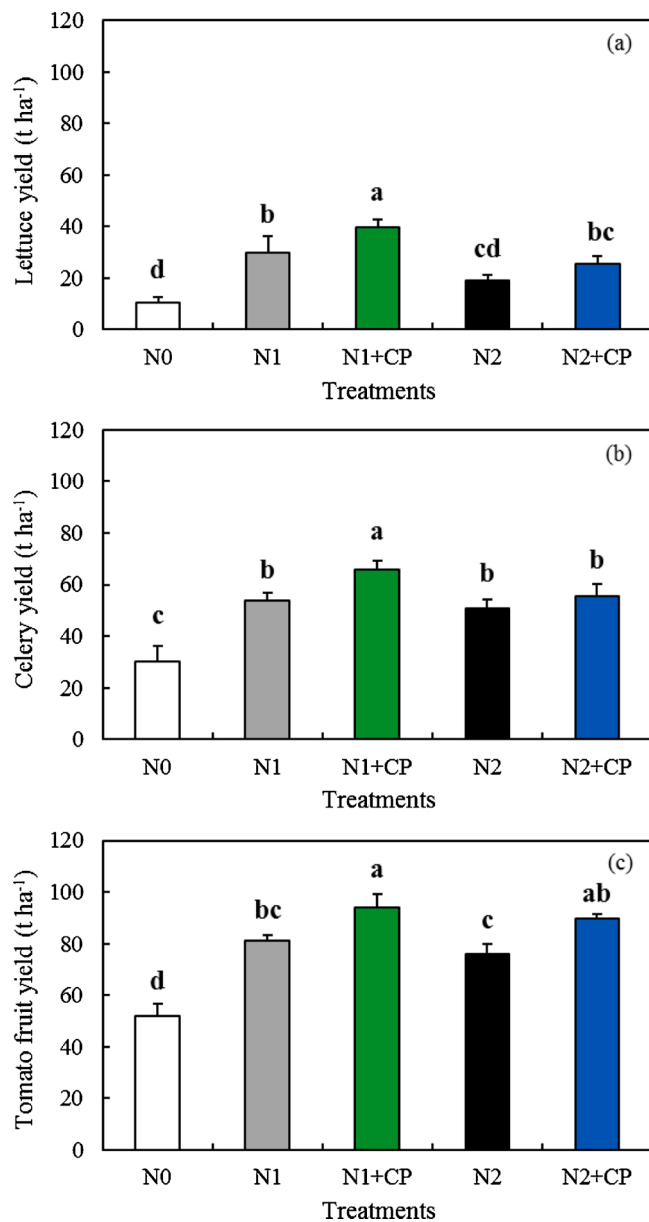 (a)
Lettuce yield (t ha⁻¹)
120
100
80
60
40
20
0
d
b
a
cd
bc
N0 N1 N1+CP N2 N2+CP
Treatments
(b)
Celery yield (t ha⁻¹)
120
100
80
60
40
20
0
c
b
a
b
b
N0 N1 N1+CP N2 N2+CP
Treatments
(c)
Tomato fruit yield (t ha⁻¹)
120
100
80
60
40
20
0
d
bc
a
c
ab
N0 N1 N1+CP N2 N2+CP
Treatments